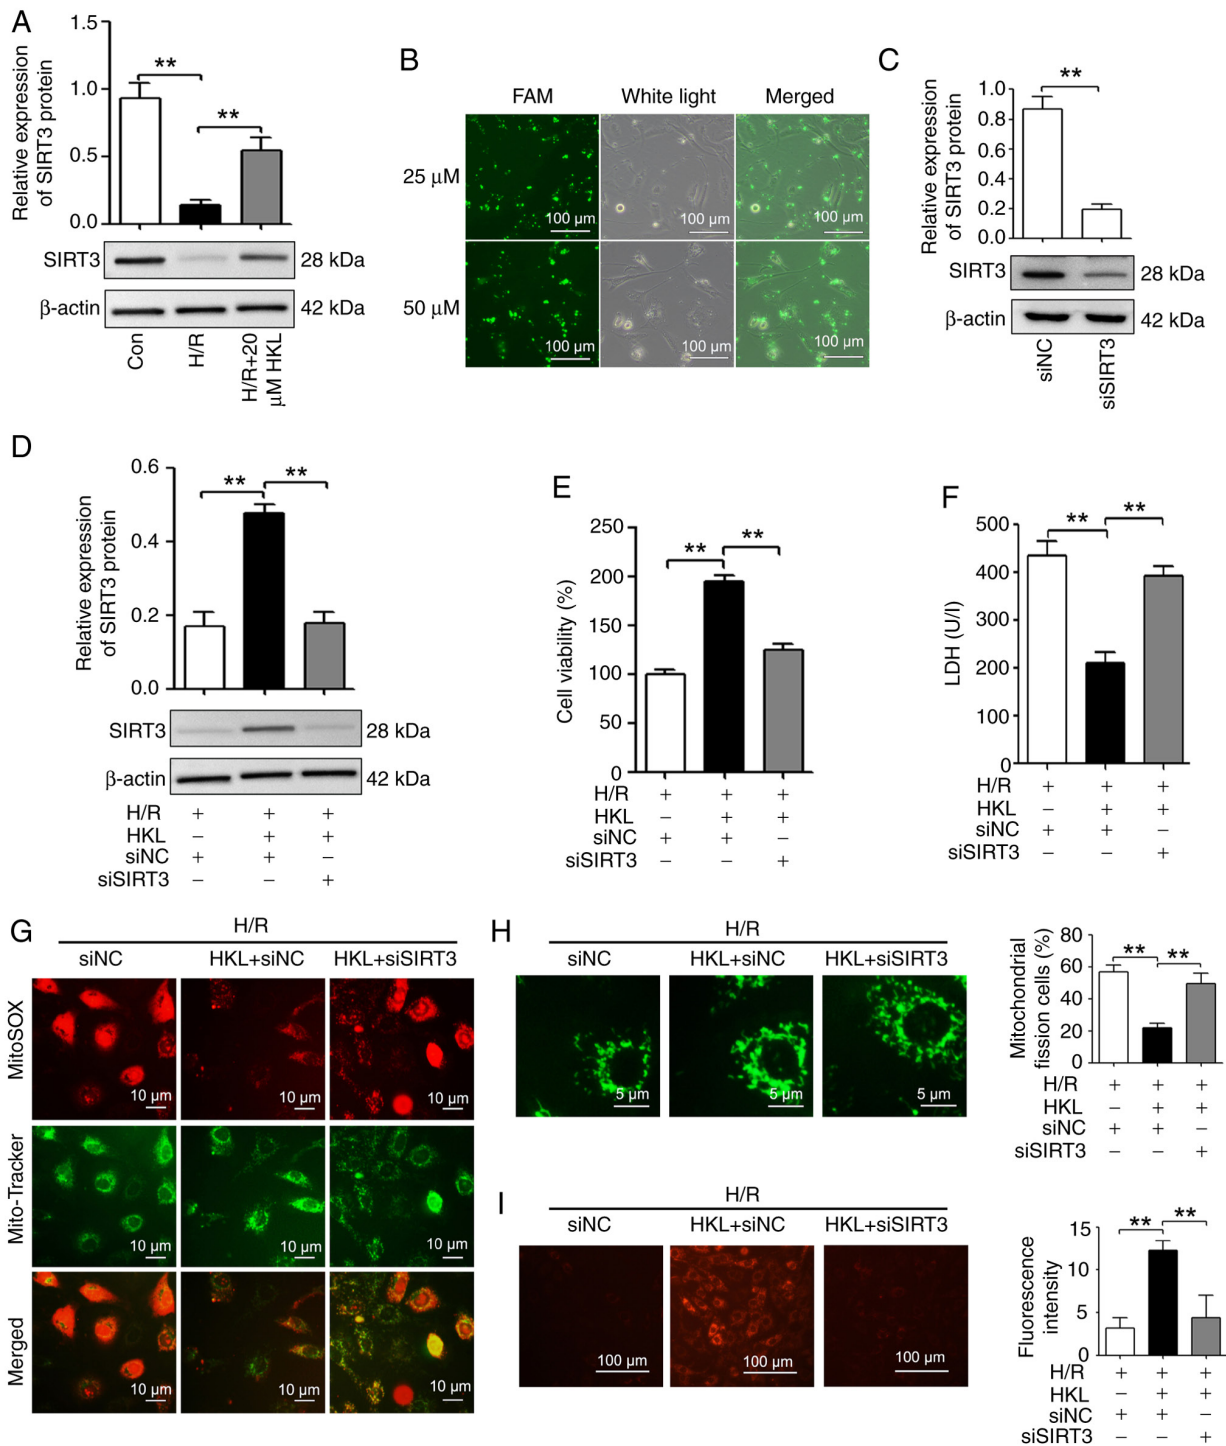 A
1.5
1.0
0.5
0.0
Relative expression
of SIRT3 protein
**
**
SIRT3
28 kDa
β-actin
42 kDa
Con
H/R
H/R+20
μM HKL
B
FAM
White light
Merged
25 μM
100 μm
100 μm
100 μm
50 μM
100 μm
100 μm
100 μm
C
1.0
0.8
0.6
0.4
0.2
0.0
Relative expression
of SIRT3 protein
**
SIRT3
28 kDa
β-actin
42 kDa
siNC
siSIRT3
D
0.6
0.4
0.2
0.0
Relative expression
of SIRT3 protein
**
**
SIRT3
28 kDa
β-actin
42 kDa
H/R + + +
HKL − + +
siNC + + −
siSIRT3 − − +
E
250
200
150
100
50
0
Cell viability (%)
**
**
H/R + + +
HKL − + +
siNC + + −
siSIRT3 − − +
F
500
400
300
200
100
0
LDH (U/l)
**
**
H/R + + +
HKL − + +
siNC + + −
siSIRT3 − − +
G
H/R
siNC
HKL+siNC
HKL+siSIRT3
MitoSOX
10 μm
10 μm
10 μm
Mito-Tracker
10 μm
10 μm
10 μm
Merged
10 μm
10 μm
10 μm
H
H/R
siNC
HKL+siNC
HKL+siSIRT3
5 μm
5 μm
5 μm
80
60
40
20
0
Mitochondrial
fission cells (%)
**
**
H/R + + +
HKL − + +
siNC + + −
siSIRT3 − − +
I
H/R
siNC
HKL+siNC
HKL+siSIRT3
100 μm
100 μm
100 μm
15
10
5
0
Fluorescence
intensity
**
**
H/R + + +
HKL − + +
siNC + + −
siSIRT3 − − +